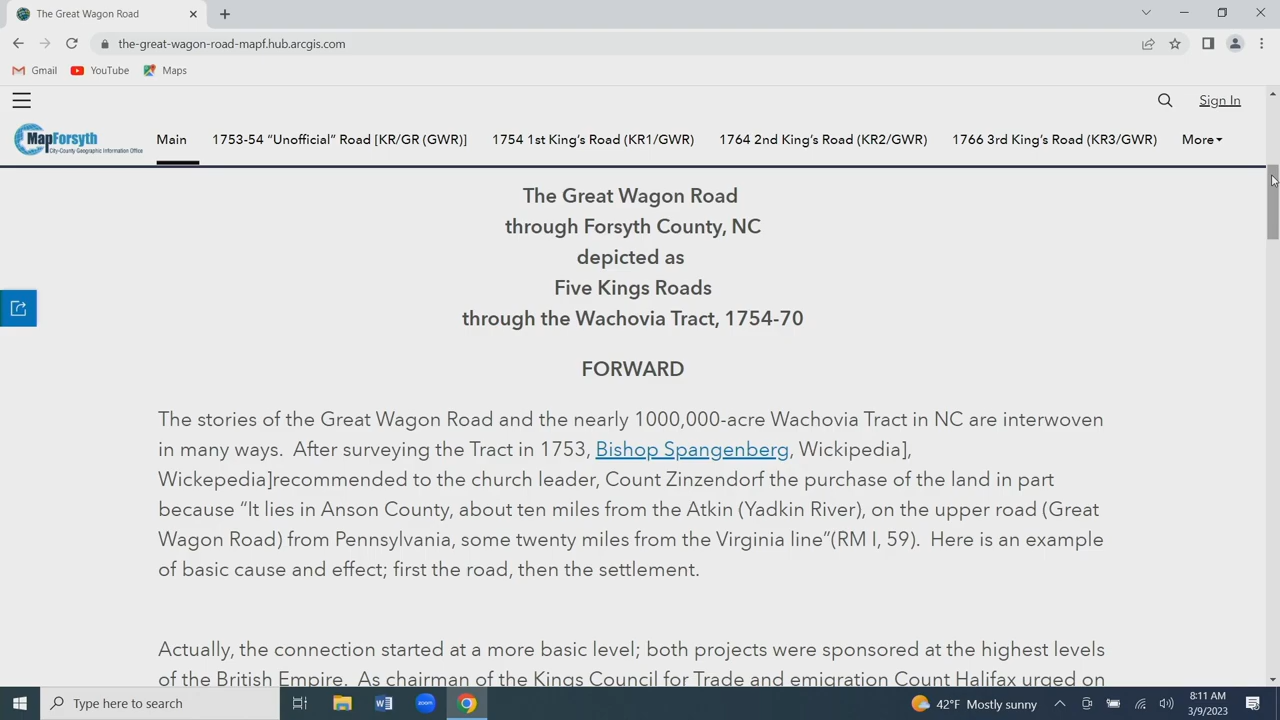 The Great Wagon Road
the-great-wagon-road-mapf.hub.arcgis.com
Gmail YouTube Maps
Sign In
MapForsyth
City-County Geographic Information Office
Main 1753-54 “Unofficial” Road [KR/GR (GWR)] 1754 1st King’s Road (KR1/GWR) 1764 2nd King’s Road (KR2/GWR) 1766 3rd King’s Road (KR3/GWR) More
The Great Wagon Road
through Forsyth County, NC
depicted as
Five Kings Roads
through the Wachovia Tract, 1754-70
FORWARD
The stories of the Great Wagon Road and the nearly 1000,000-acre Wachovia Tract in NC are interwoven
in many ways.  After surveying the Tract in 1753, Bishop Spangenberg, Wickipedia],
Wickepedia]recommended to the church leader, Count Zinzendorf the purchase of the land in part
because “It lies in Anson County, about ten miles from the Atkin (Yadkin River), on the upper road (Great
Wagon Road) from Pennsylvania, some twenty miles from the Virginia line”(RM I, 59).  Here is an example
of basic cause and effect; first the road, then the settlement.
Actually, the connection started at a more basic level; both projects were sponsored at the highest levels
of the British Empire.  As chairman of the Kings Council for Trade and emigration Count Halifax urged on
Type here to search
zoom
42°F Mostly sunny
8:11 AM
3/9/2023